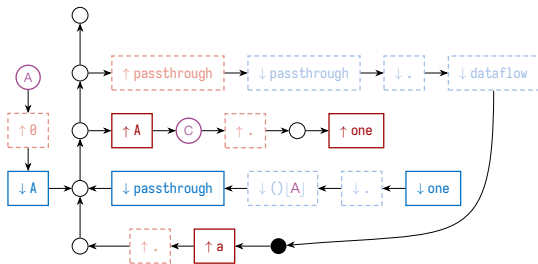 ↑passthrough ↓passthrough ↓. ↓dataflow
A
↑0 ↑A C ↑. ↑one
↓A ↓passthrough ↓()[A] ↓. ↓one
↑. ↑a